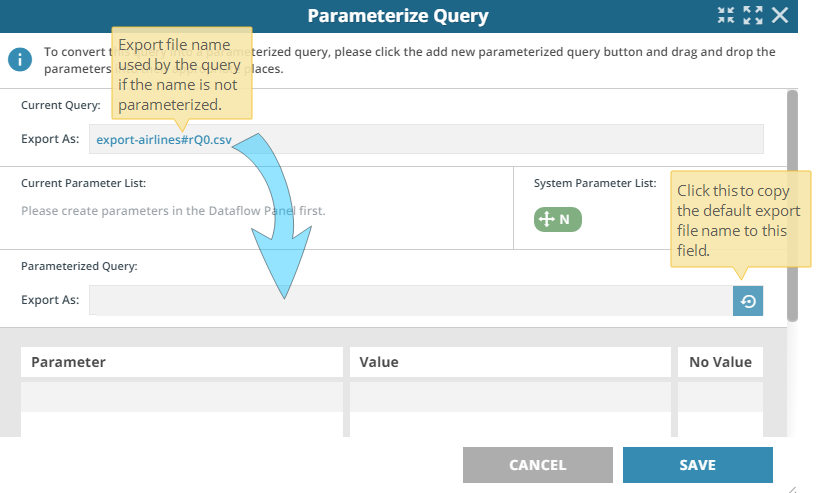 Parameterize Query
To convert this query into a parameterized query, please click the add new parameterized query button and drag and drop the
parameters places.
Export file name
used by the query
if the name is not
parameterized.
Current Query:
Export As: export-airlines#rQ0.csv
Current Parameter List:
Please create parameters in the Dataflow Panel first.
System Parameter List:
N
Click this to copy
the default export
file name to this
field.
Parameterized Query:
Export As:
Parameter Value No Value
CANCEL SAVE